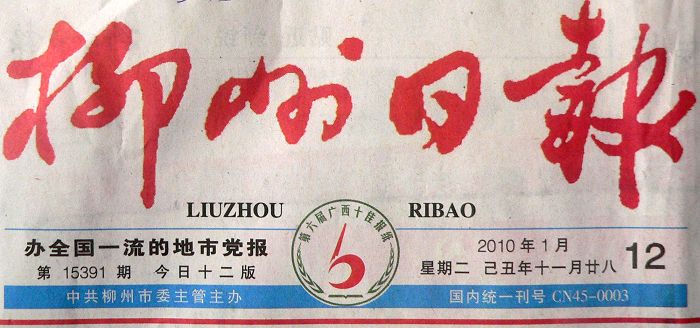 柳州日報
LIUZHOU RIBAO
办全国一流的地市党报
第 15391 期 今日十二版
中共柳州市委主管主办
第六届广西十佳报纸
6
2010年1月
星期二 己丑年十一月廿八
12
国内统一刊号 CN45-0003